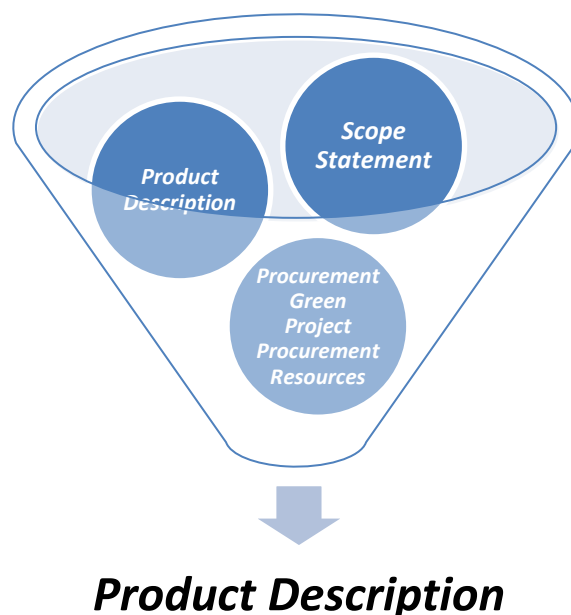 Scope
Statement
Product
Description
Procurement
Green
Project
Procurement
Resources
Product Description